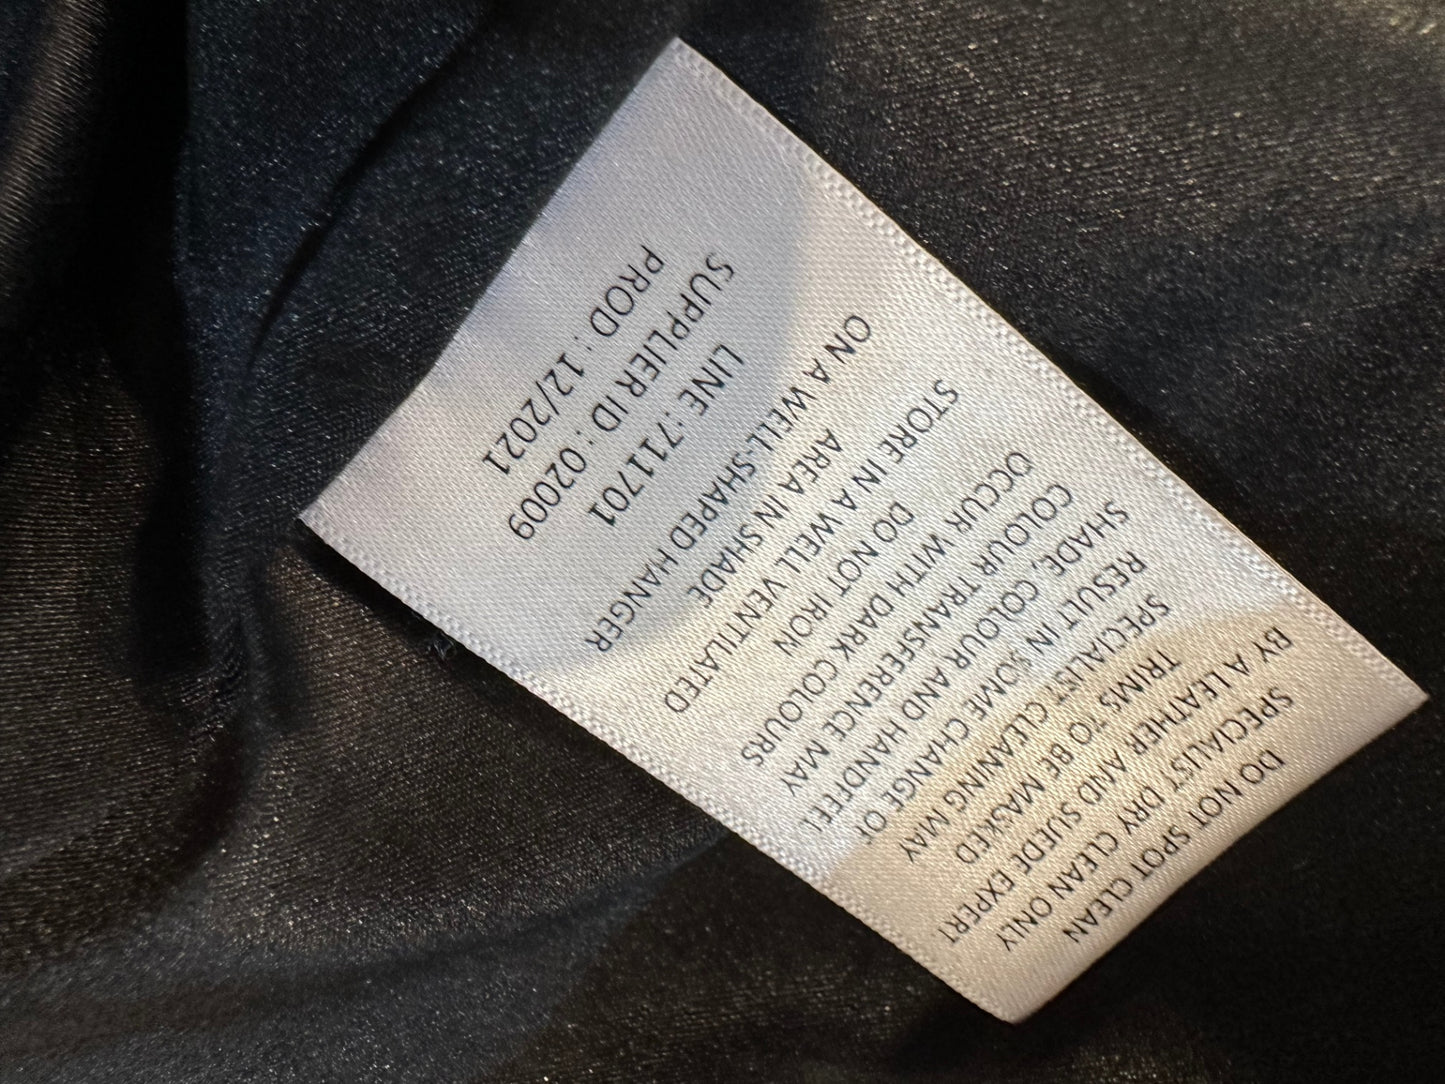 DO NOT SPOT CLEAN
SPECIALIST DRY CLEAN ONLY
BY A LEATHER AND SUEDE EXPERT
TRIMS TO BE MASKED
SPECIALIST CLEANING MAY
RESULT IN SOME CHANGE OF
SHADE, COLOUR AND HANDFEEL
COLOUR TRANSFERENCE MAY
OCCUR WITH DARK COLOURS
DO NOT IRON
STORE IN A WELL VENTILATED
AREA IN SHADE
ON A WELL-SHAPED HANGER
LINE :711701
SUPPLIER ID : 02009
PROD : 12/2021